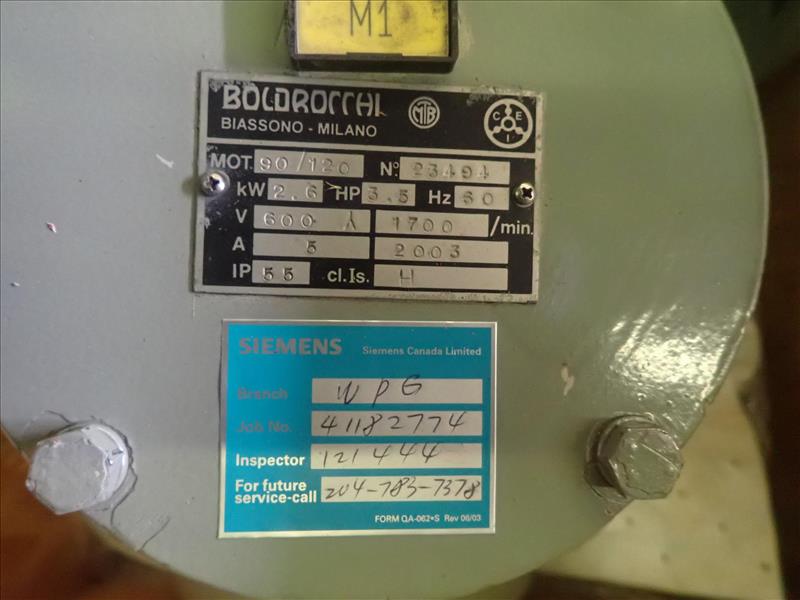 M1
BOLDROCCHI
BIASSONO - MILANO
MTB
C E I
MOT. 90/120 N°. 23494
kW 2.6 HP 3.5 Hz 60
V 600 Y 1700 /min.
A 5 2003
IP 55 cl.Is. H
SIEMENS Siemens Canada Limited
Branch WPG
Job No. 41182774
Inspector 121444
For future
service-call 204-783-7378
FORM QA-062*S Rev 06/03